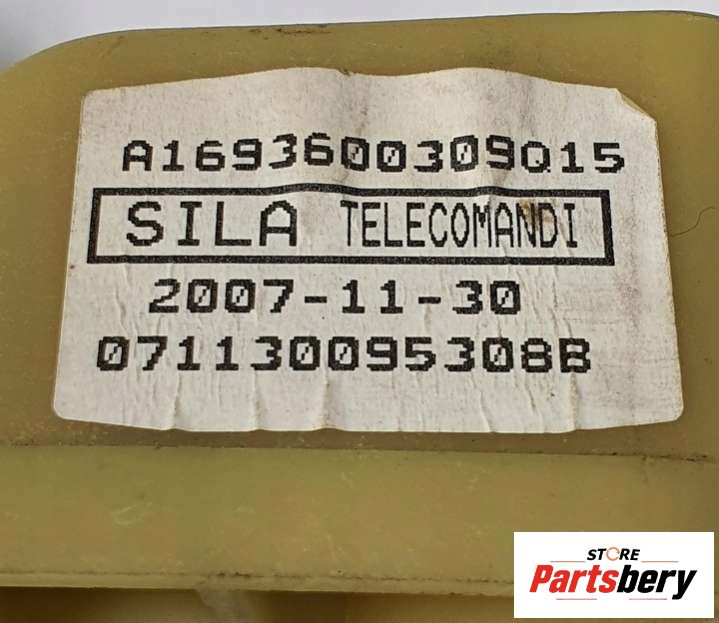 A1693600309Q15
SILA TELECOMANDI
2007-11-30
071130095308B
STORE
Partsbery